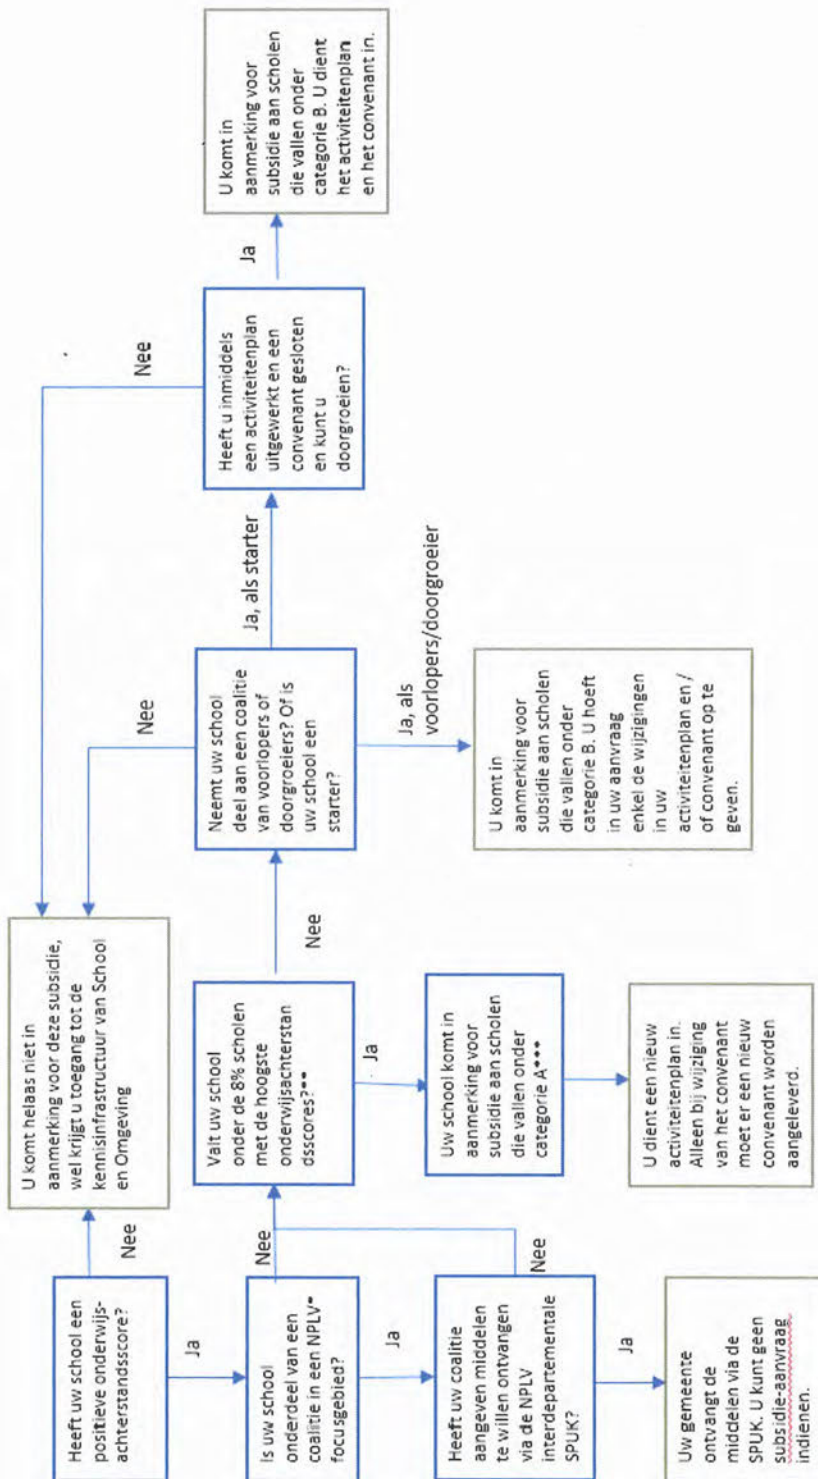 Heeft uw school een
positieve onderwijs-
achterstandsscore?
Nee
U komt helaas niet in
aanmerking voor deze subsidie,
wel krijgt u toegang tot de
kennisinfrastructuur van School
en Omgeving
Ja
Is uw school
onderdeel van een
coalitie in een NPLV*
focusgebied?
Nee
Valt uw school
onder de 8% scholen
met de hoogste
onderwijsachterstan
dsscores?**
Nee
Neemt uw school
deel aan een coalitie
van voorlopers of
doorgroeiers? Of is
uw school een
starter?
Nee
Ja, als starter
Heeft u inmiddels
een activiteitenplan
uitgewerkt en een
convenant gesloten
en kunt u
doorgroeien?
Nee
Ja
U komt in
aanmerking voor
subsidie aan scholen
die vallen onder
categorie B. U dient
het activiteitenplan
en het convenant in.
Ja
Heeft uw coalitie
aangeven middelen
te willen ontvangen
via de NPLV
interdepartementale
SPUK?
Nee
Ja
Uw school komt in
aanmerking voor
subsidie aan scholen
die vallen onder
categorie A***
Ja, als
voorlopers/doorgroeier
U komt in
aanmerking voor
subsidie aan scholen
die vallen onder
categorie B. U hoeft
in uw aanvraag
enkel de wijzigingen
in uw
activiteitenplan en /
of convenant op te
geven.
Ja
Uw gemeente
ontvangt de
middelen via de
SPUK. U kunt geen
subsidie-aanvraag
indienen.
U dient een nieuw
activiteitenplan in.
Alleen bij wijziging
van het convenant
moet er een nieuw
convenant worden
aangeleverd.